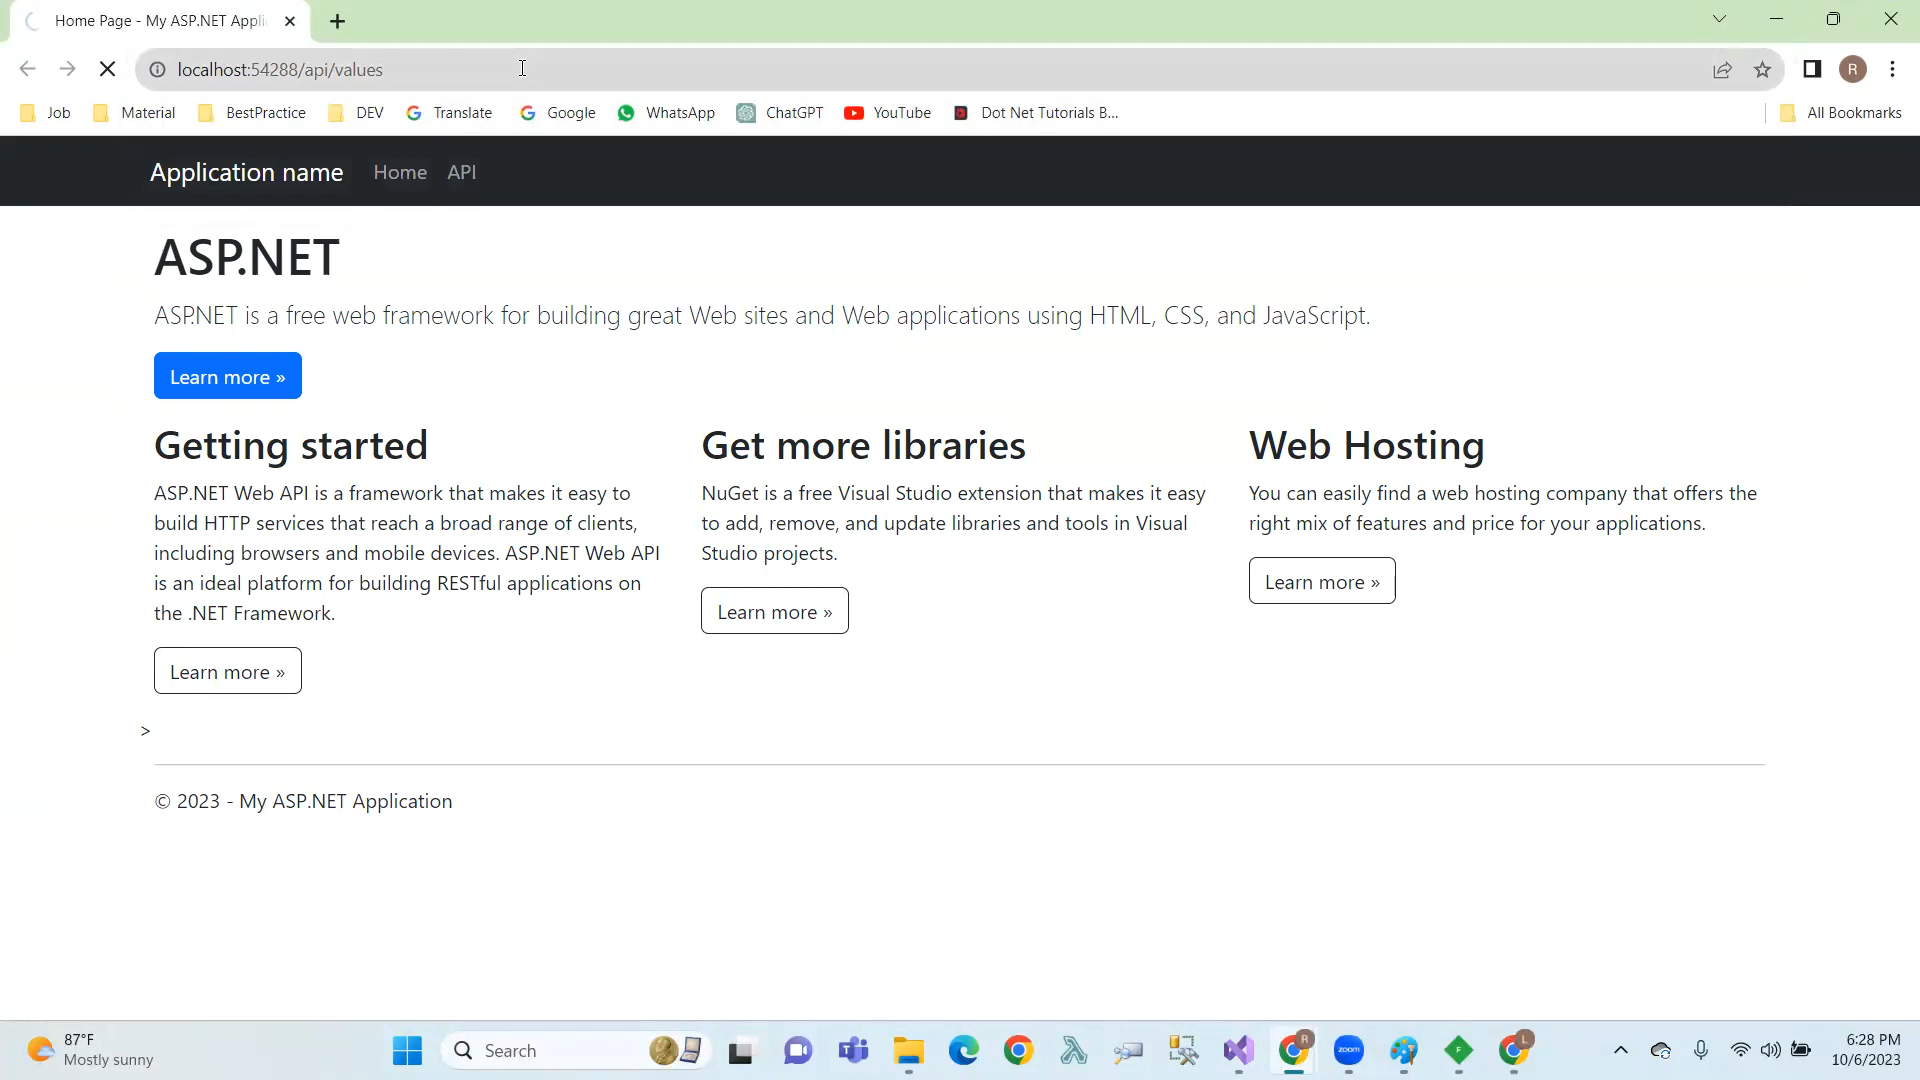 Home Page - My ASP.NET Appli
localhost:54288/api/values
R
Job
Material
BestPractice
DEV
Translate
Google
WhatsApp
ChatGPT
YouTube
Dot Net Tutorials B...
All Bookmarks
Application name
Home
API
ASP.NET
ASP.NET is a free web framework for building great Web sites and Web applications using HTML, CSS, and JavaScript.
Learn more »
Getting started
ASP.NET Web API is a framework that makes it easy to
build HTTP services that reach a broad range of clients,
including browsers and mobile devices. ASP.NET Web API
is an ideal platform for building RESTful applications on
the .NET Framework.
Learn more »
Get more libraries
NuGet is a free Visual Studio extension that makes it easy
to add, remove, and update libraries and tools in Visual
Studio projects.
Learn more »
Web Hosting
You can easily find a web hosting company that offers the
right mix of features and price for your applications.
Learn more »
>
© 2023 - My ASP.NET Application
87°F
Mostly sunny
Search
R
zoom
F
L
6:28 PM
10/6/2023